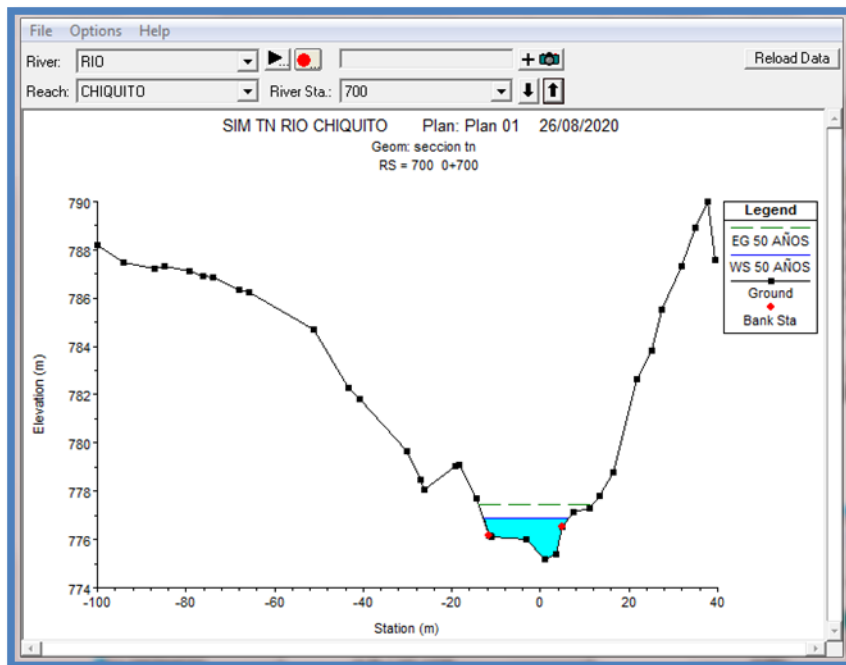 File Options Help
River: RIO + Reload Data
Reach: CHIQUITO River Sta.: 700
SIM TN RIO CHIQUITO Plan: Plan 01 26/08/2020
Geom: seccion tn
RS = 700 0+700
790
788
786
784
782
780
778
776
774
Elevation (m)
-100 -80 -60 -40 -20 0 20 40
Station (m)
Legend
EG 50 AÑOS
WS 50 AÑOS
Ground
Bank Sta